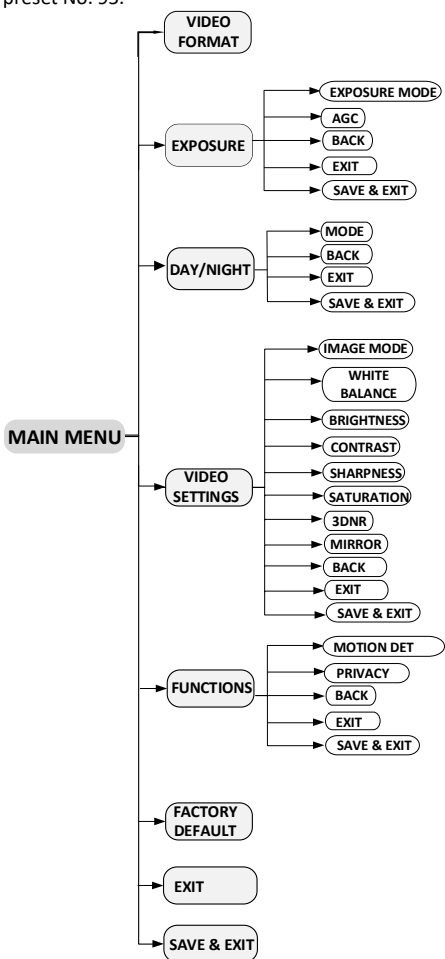 preset No. 95.
VIDEO
FORMAT
EXPOSURE MODE
AGC
EXPOSURE
BACK
EXIT
SAVE & EXIT
MODE
DAY/NIGHT
BACK
EXIT
SAVE & EXIT
IMAGE MODE
WHITE
BALANCE
BRIGHTNESS
MAIN MENU
CONTRAST
VIDEO
SETTINGS
SHARPNESS
SATURATION
3DNR
MIRROR
BACK
EXIT
SAVE & EXIT
MOTION DET
PRIVACY
FUNCTIONS
BACK
EXIT
SAVE & EXIT
FACTORY
DEFAULT
EXIT
SAVE & EXIT